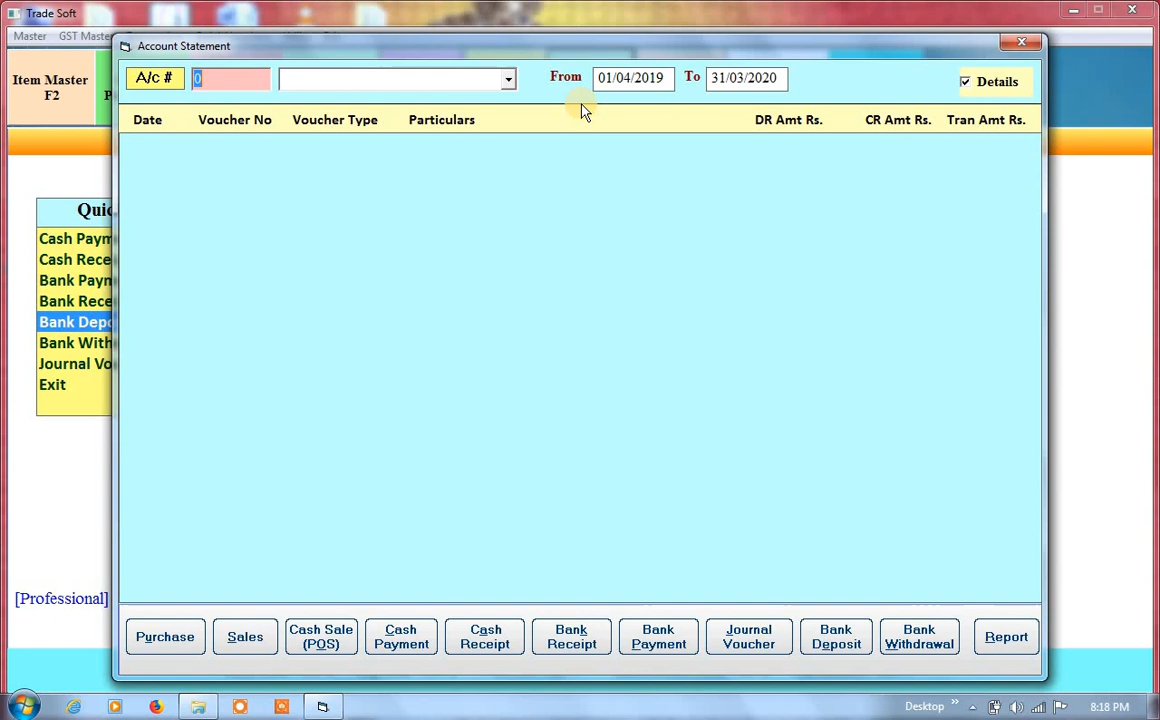 Trade Soft
Master GST Master
Item Master
F2
Account Statement
A/c # 0 From 01/04/2019 To 31/03/2020 Details
Date Voucher No Voucher Type Particulars DR Amt Rs. CR Amt Rs. Tran Amt Rs.
Quic
Cash Paym
Cash Rece
Bank Payn
Bank Rece
Bank Depo
Bank With
Journal Vo
Exit
[Professional]
Purchase
Sales
Cash Sale
(POS)
Cash
Payment
Cash
Receipt
Bank
Receipt
Bank
Payment
Journal
Voucher
Bank
Deposit
Bank
Withdrawal
Report
Desktop
8:18 PM